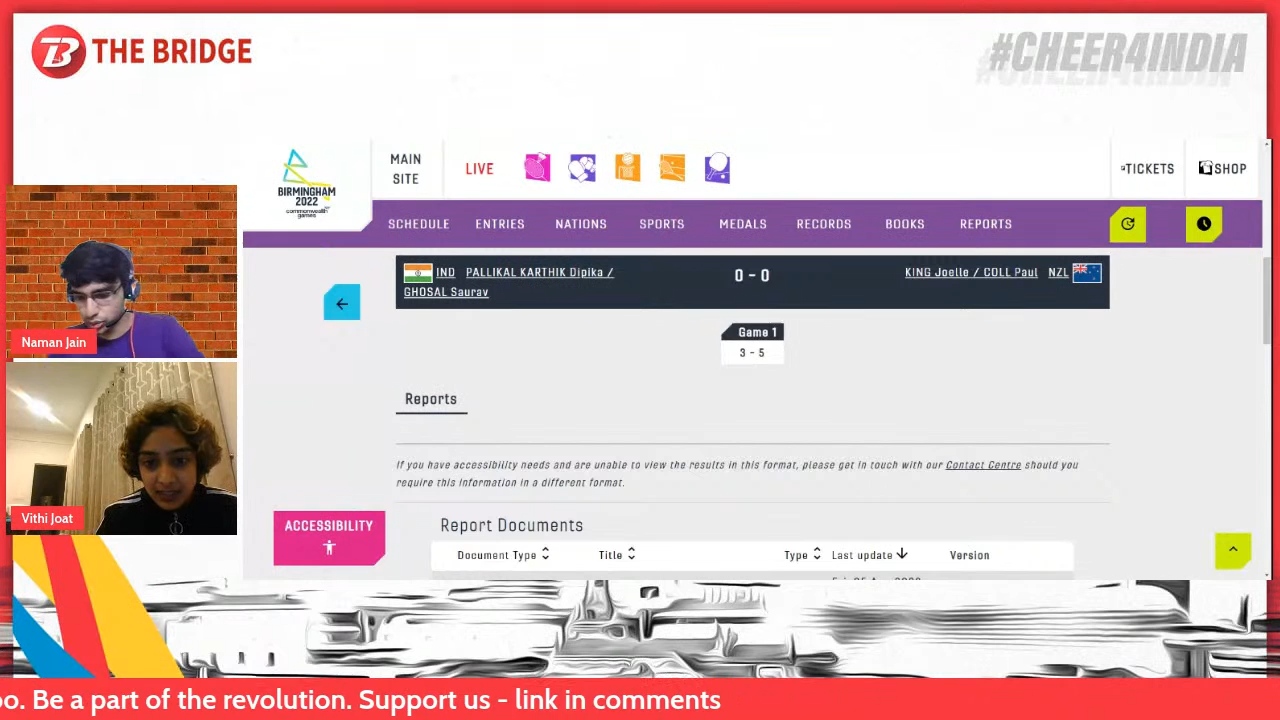 THE BRIDGE
#CHEER4INDIA
BIRMINGHAM
2022
commonwealth
games
MAIN
SITE
LIVE
TICKETS
SHOP
SCHEDULE ENTRIES NATIONS SPORTS MEDALS RECORDS BOOKS REPORTS
IND PALLIKAL KARTHIK Dipika /
GHOSAL Saurav
0 - 0
KING Joelle / COLL Paul NZL
Game 1
3 - 5
Naman Jain
Reports
If you have accessibility needs and are unable to view the results in this format, please get in touch with our Contact Centre should you
require this information in a different format.
Vithi Joat
ACCESSIBILITY
Report Documents
Document Type Title Type Last update Version
oo. Be a part of the revolution. Support us - link in comments